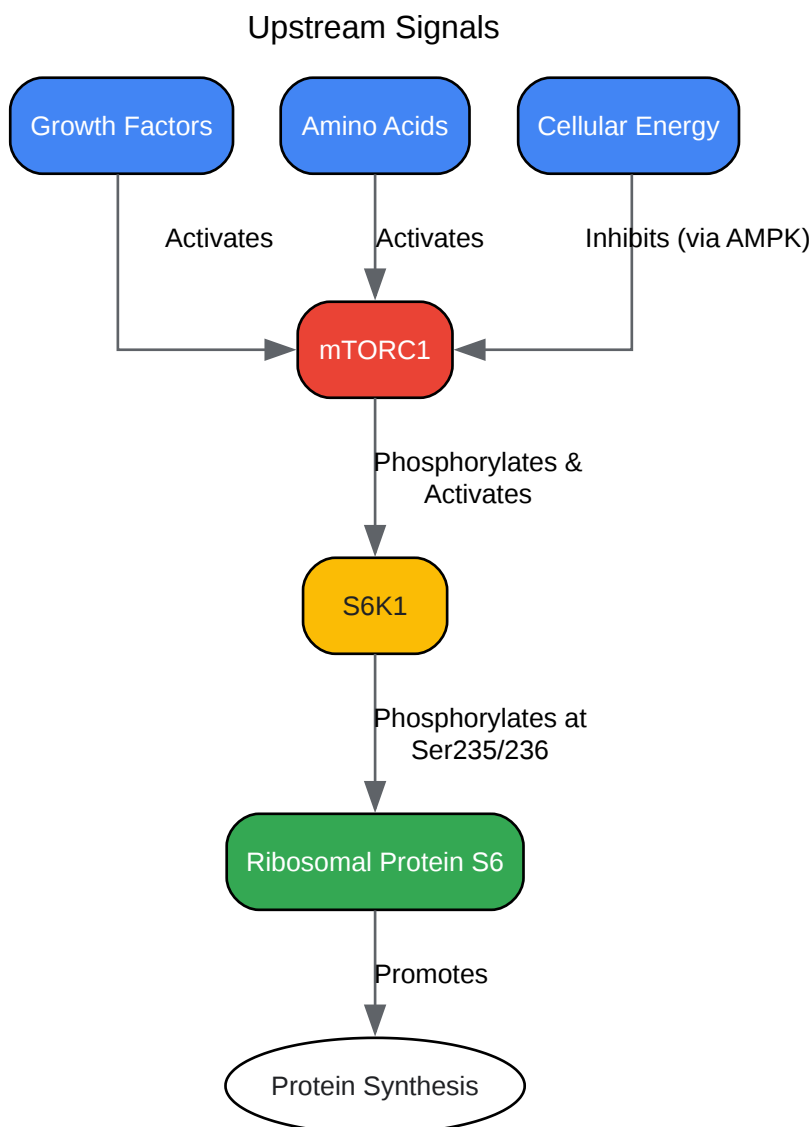 Upstream Signals
Growth Factors
Amino Acids
Cellular Energy
Activates
Activates
Inhibits (via AMPK)
mTORC1
Phosphorylates &
Activates
S6K1
Phosphorylates at
Ser235/236
Ribosomal Protein S6
Promotes
Protein Synthesis